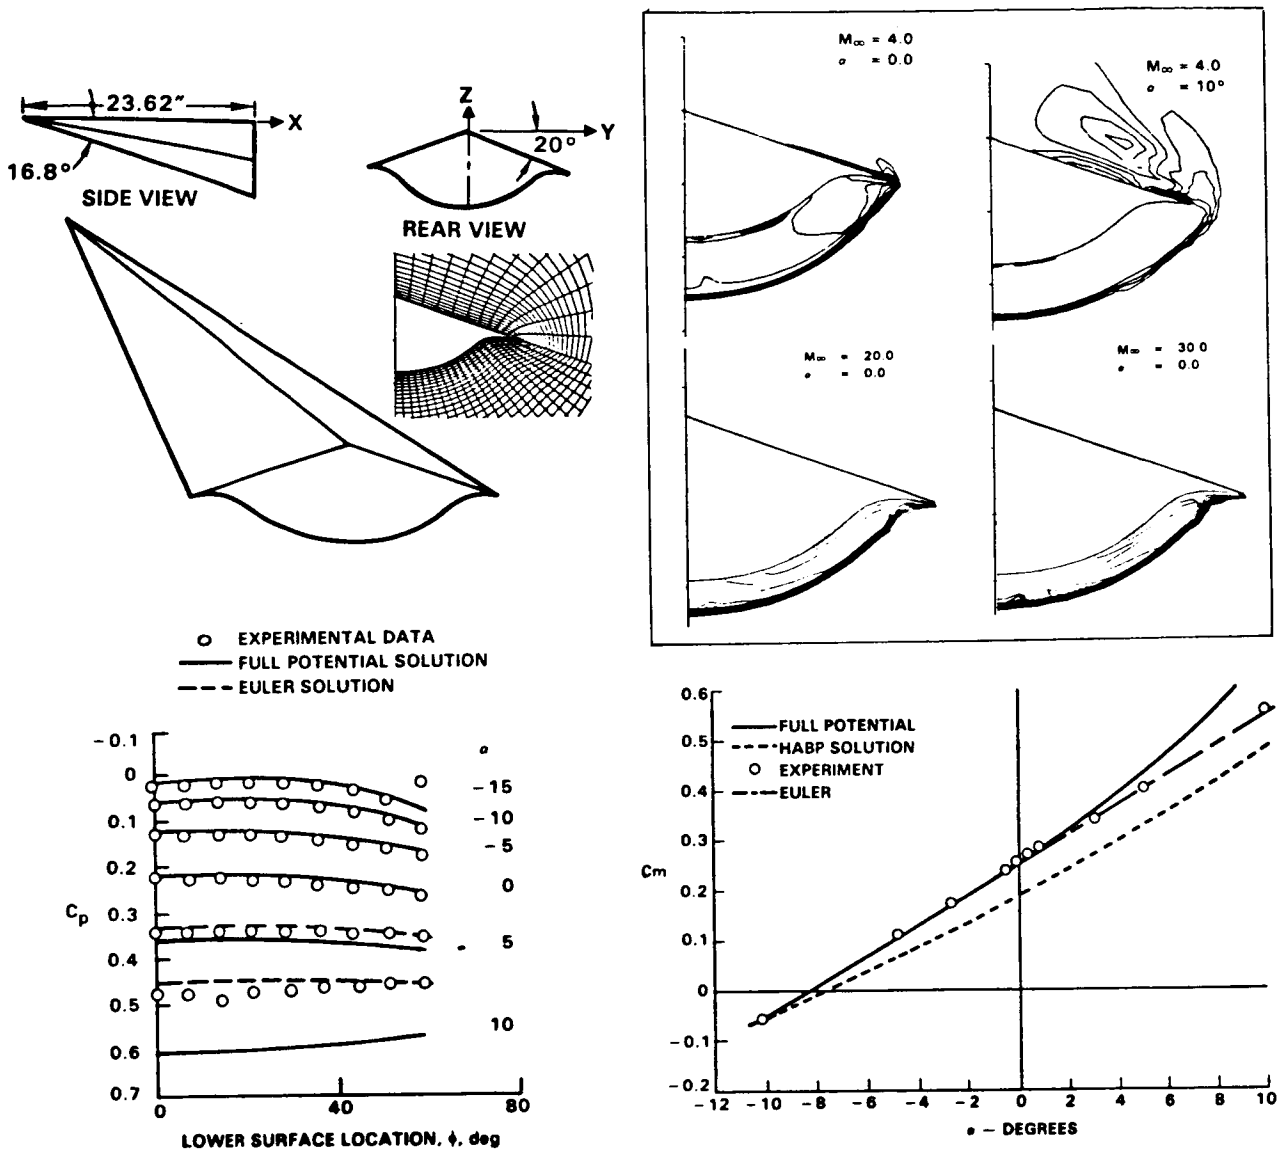 23.62"
X
16.8°
SIDE VIEW
Z
Y
20°
REAR VIEW
M∞ = 4.0
α = 0.0
M∞ = 4.0
α = 10°
M∞ = 20.0
α = 0.0
M∞ = 30.0
α = 0.0
EXPERIMENTAL DATA
FULL POTENTIAL SOLUTION
EULER SOLUTION
-0.1
0
0.1
0.2
0.3
0.4
0.5
0.6
0.7
Cp
α
-15
-10
-5
0
5
10
0
40
80
LOWER SURFACE LOCATION, ϕ, deg
0.6
0.5
0.4
0.3
0.2
0.1
0
-0.1
-0.2
Cm
FULL POTENTIAL
HABP SOLUTION
EXPERIMENT
EULER
-12
-10
-8
-6
-4
-2
0
2
4
6
8
10
α – DEGREES